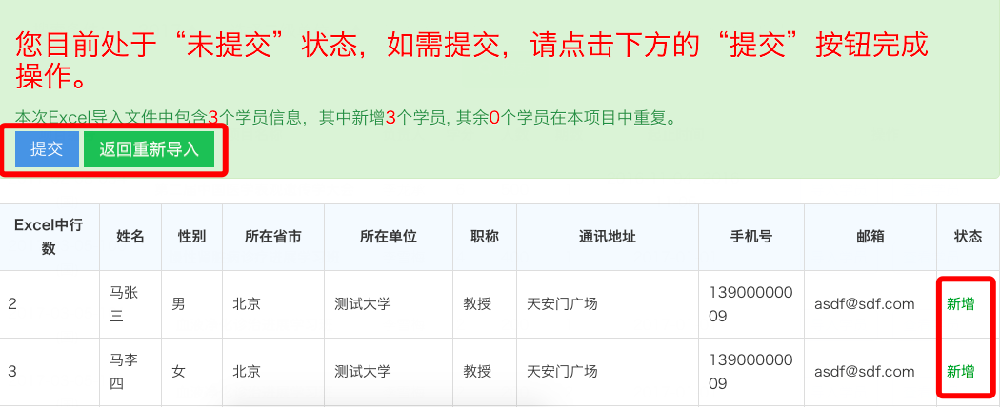 您目前处于“未提交”状态，如需提交，请点击下方的“提交”按钮完成
操作。
本次Excel导入文件中包含3个学员信息，其中新增3个学员, 其余0个学员在本项目中重复。
提交 返回重新导入
Excel中行数 姓名 性别 所在省市 所在单位 职称 通讯地址 手机号 邮箱 状态
2 马张三 男 北京 测试大学 教授 天安门广场 13900000009 asdf@sdf.com 新增
3 马李四 女 北京 测试大学 教授 天安门广场 13900000009 asdf@sdf.com 新增